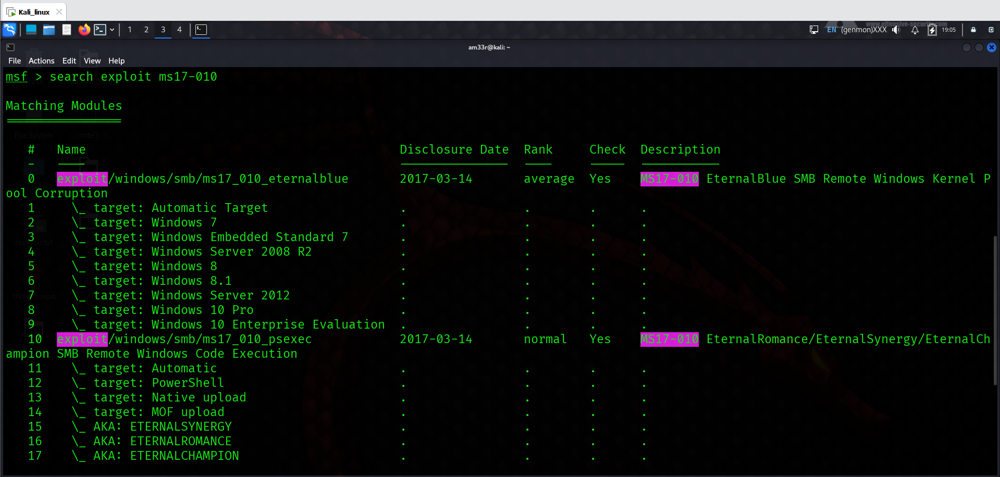 Kali_linux
1 2 3 4
www.offensive-security.com
EN (genmon)XXX 19:05
am33r@kali: ~
File Actions Edit View Help
msf > search exploit ms17-010
Matching Modules
================
File System note3
# Name Disclosure Date Rank Check Description
- ---- --------------- ---- ----- -----------
0 exploit/windows/smb/ms17_010_eternalblue 2017-03-14 average Yes MS17-010 EternalBlue SMB Remote Windows Kernel P
ool Corruption
1 \_ target: Automatic Target . . . .
2 \_ target: Windows 7 . . . .
3 \_ target: Windows Embedded Standard 7 . . . .
4 \_ target: Windows Server 2008 R2 . . . .
5 \_ target: Windows 8 . . . .
6 \_ target: Windows 8.1 . . . .
7 \_ target: Windows Server 2012 . . . .
8 \_ target: Windows 10 Pro . . . .
9 \_ target: Windows 10 Enterprise Evaluation . . . .
10 exploit/windows/smb/ms17_010_psexec 2017-03-14 normal Yes MS17-010 EternalRomance/EternalSynergy/EternalCh
ampion SMB Remote Windows Code Execution
11 \_ target: Automatic . . . .
12 \_ target: PowerShell . . . .
13 \_ target: Native upload . . . .
14 \_ target: MOF upload . . . .
15 \_ AKA: ETERNALSYNERGY . . . .
16 \_ AKA: ETERNALROMANCE . . . .
17 \_ AKA: ETERNALCHAMPION . . . .